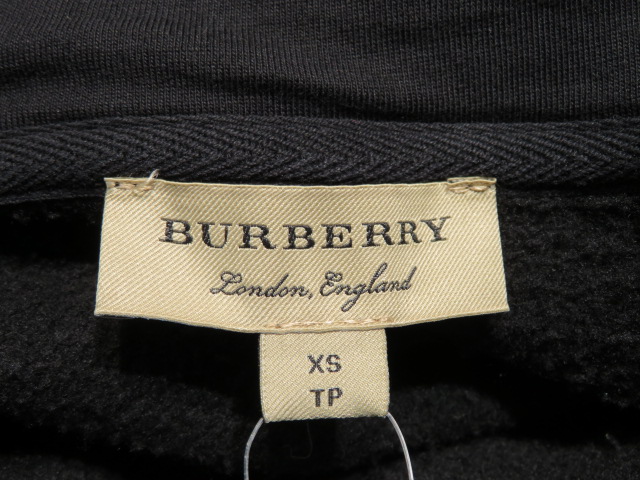 BURBERRY
London, England
XS
TP